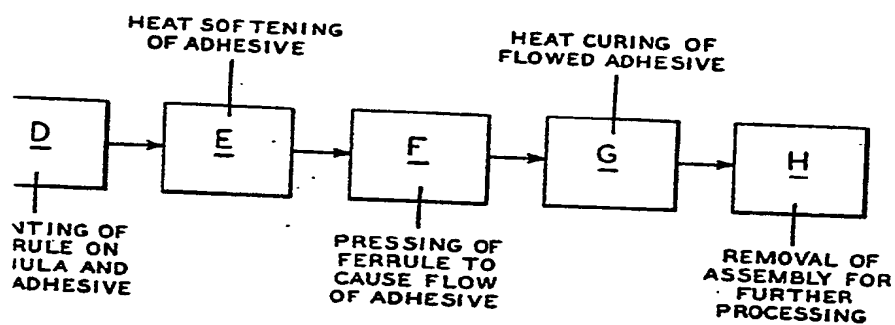 HEAT SOFTENING
OF ADHESIVE
HEAT CURING OF
FLOWED ADHESIVE
D
E
F
G
H
NTING OF
RULE ON
ULA AND
ADHESIVE
PRESSING OF
FERRULE TO
CAUSE FLOW
OF ADHESIVE
REMOVAL OF
ASSEMBLY FOR
FURTHER
PROCESSING